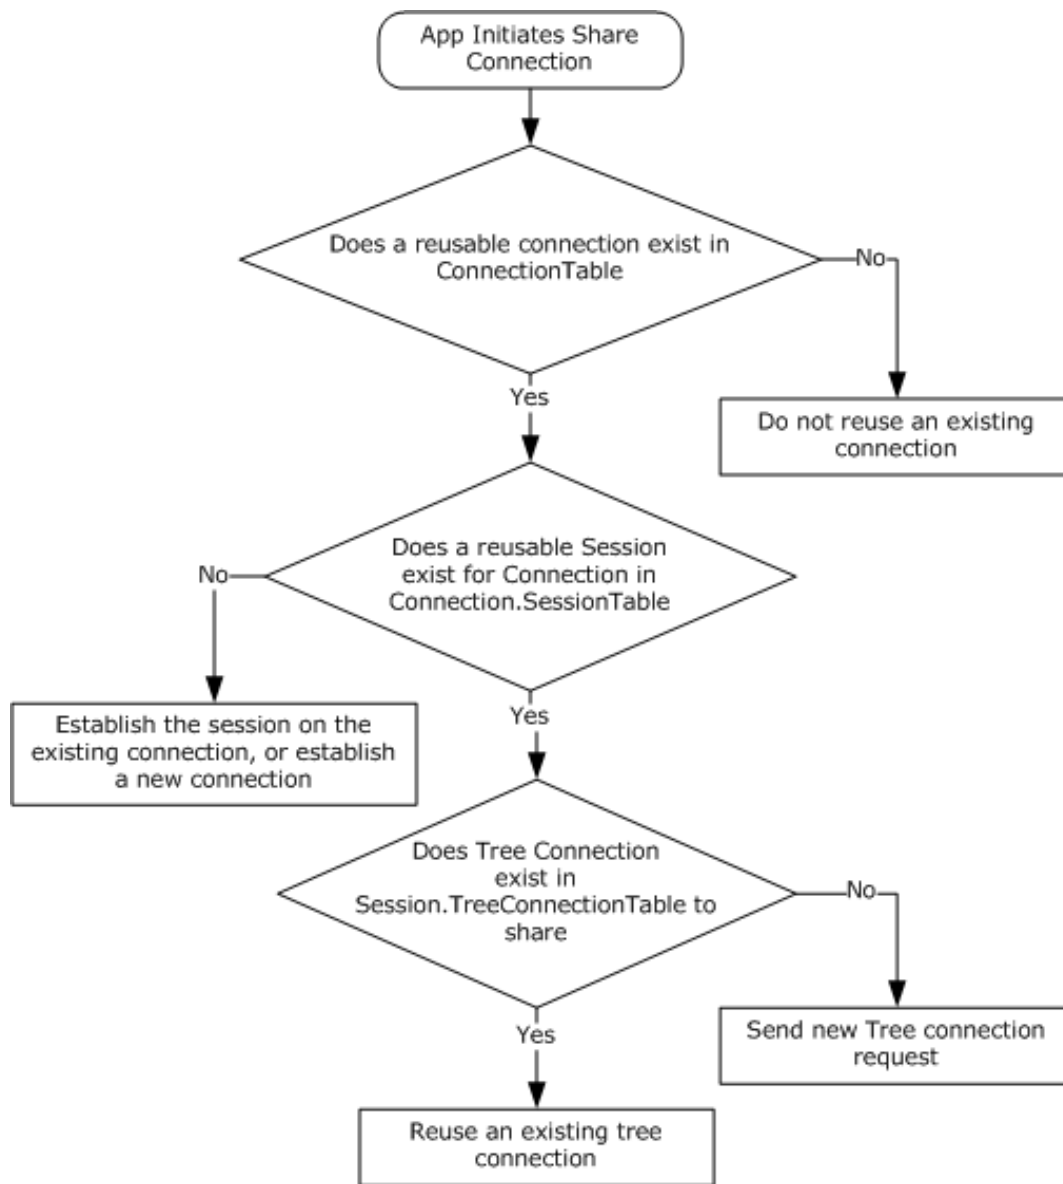 App Initiates Share
Connection
Does a reusable connection exist in
ConnectionTable
No
Yes
Do not reuse an existing
connection
Does a reusable Session
exist for Connection in
Connection.SessionTable
No
Yes
Establish the session on the
existing connection, or establish
a new connection
Does Tree Connection
exist in
Session.TreeConnectionTable to
share
No
Yes
Send new Tree connection
request
Reuse an existing tree
connection